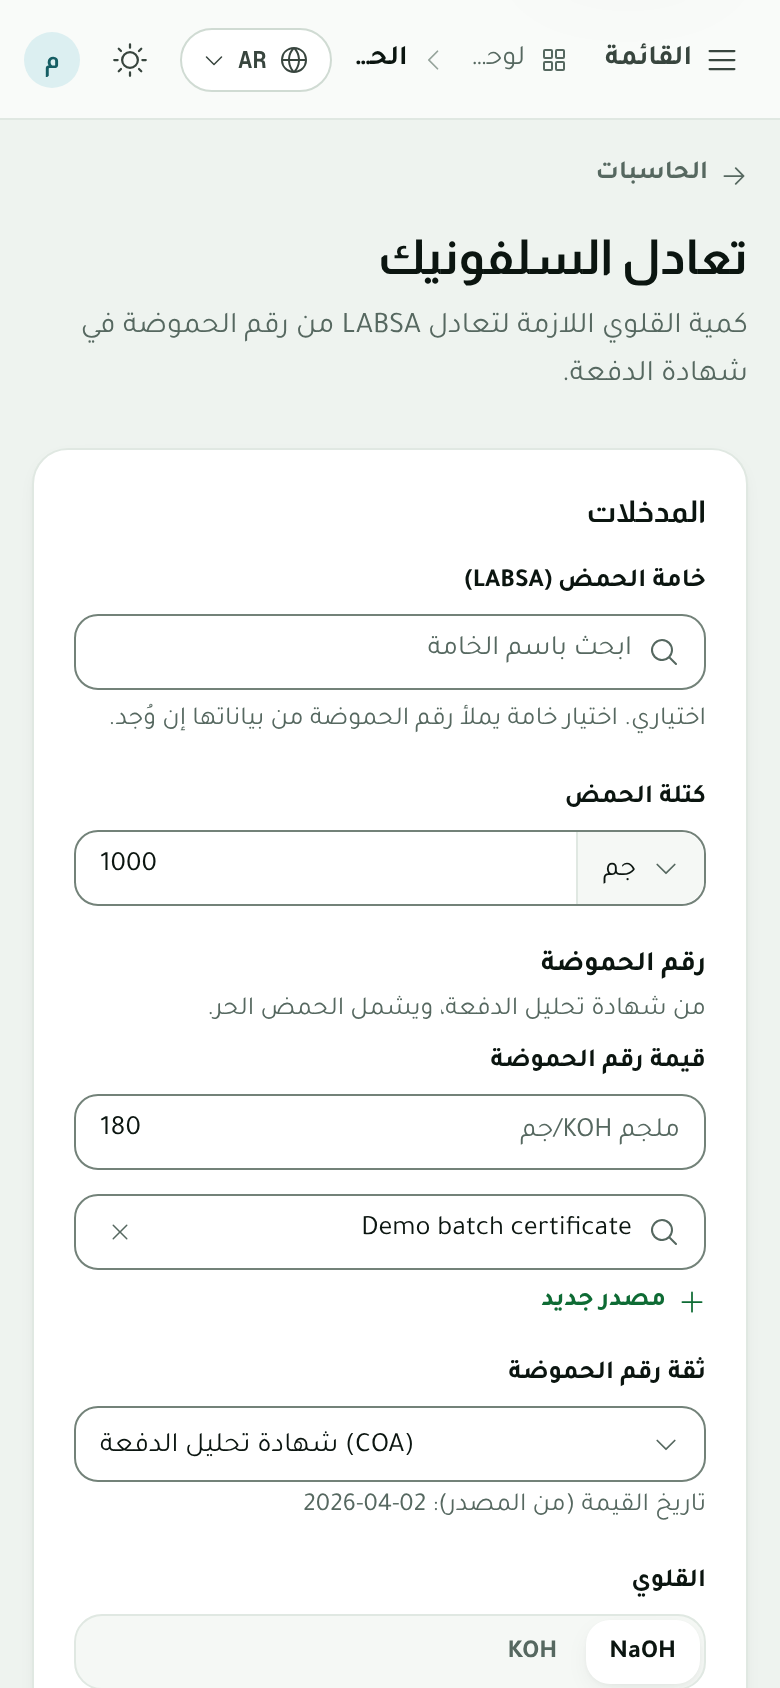 القائمة
لوحـ...
الحـ...
AR
م
الحاسبات
تعادل السلفونيك
كمية القلوي اللازمة لتعادل LABSA من رقم الحموضة في
شهادة الدفعة.
المدخلات
خامة الحمض (LABSA)
ابحث باسم الخامة
اختياري. اختيار خامة يملأ رقم الحموضة من بياناتها إن وُجد.
كتلة الحمض
جم
1000
رقم الحموضة
من شهادة تحليل الدفعة، ويشمل الحمض الحر.
قيمة رقم الحموضة
ملجم KOH/جم
180
Demo batch certificate
مصدر جديد
ثقة رقم الحموضة
شهادة تحليل الدفعة (COA)
تاريخ القيمة (من المصدر): 2026-04-02
القلوي
NaOH
KOH